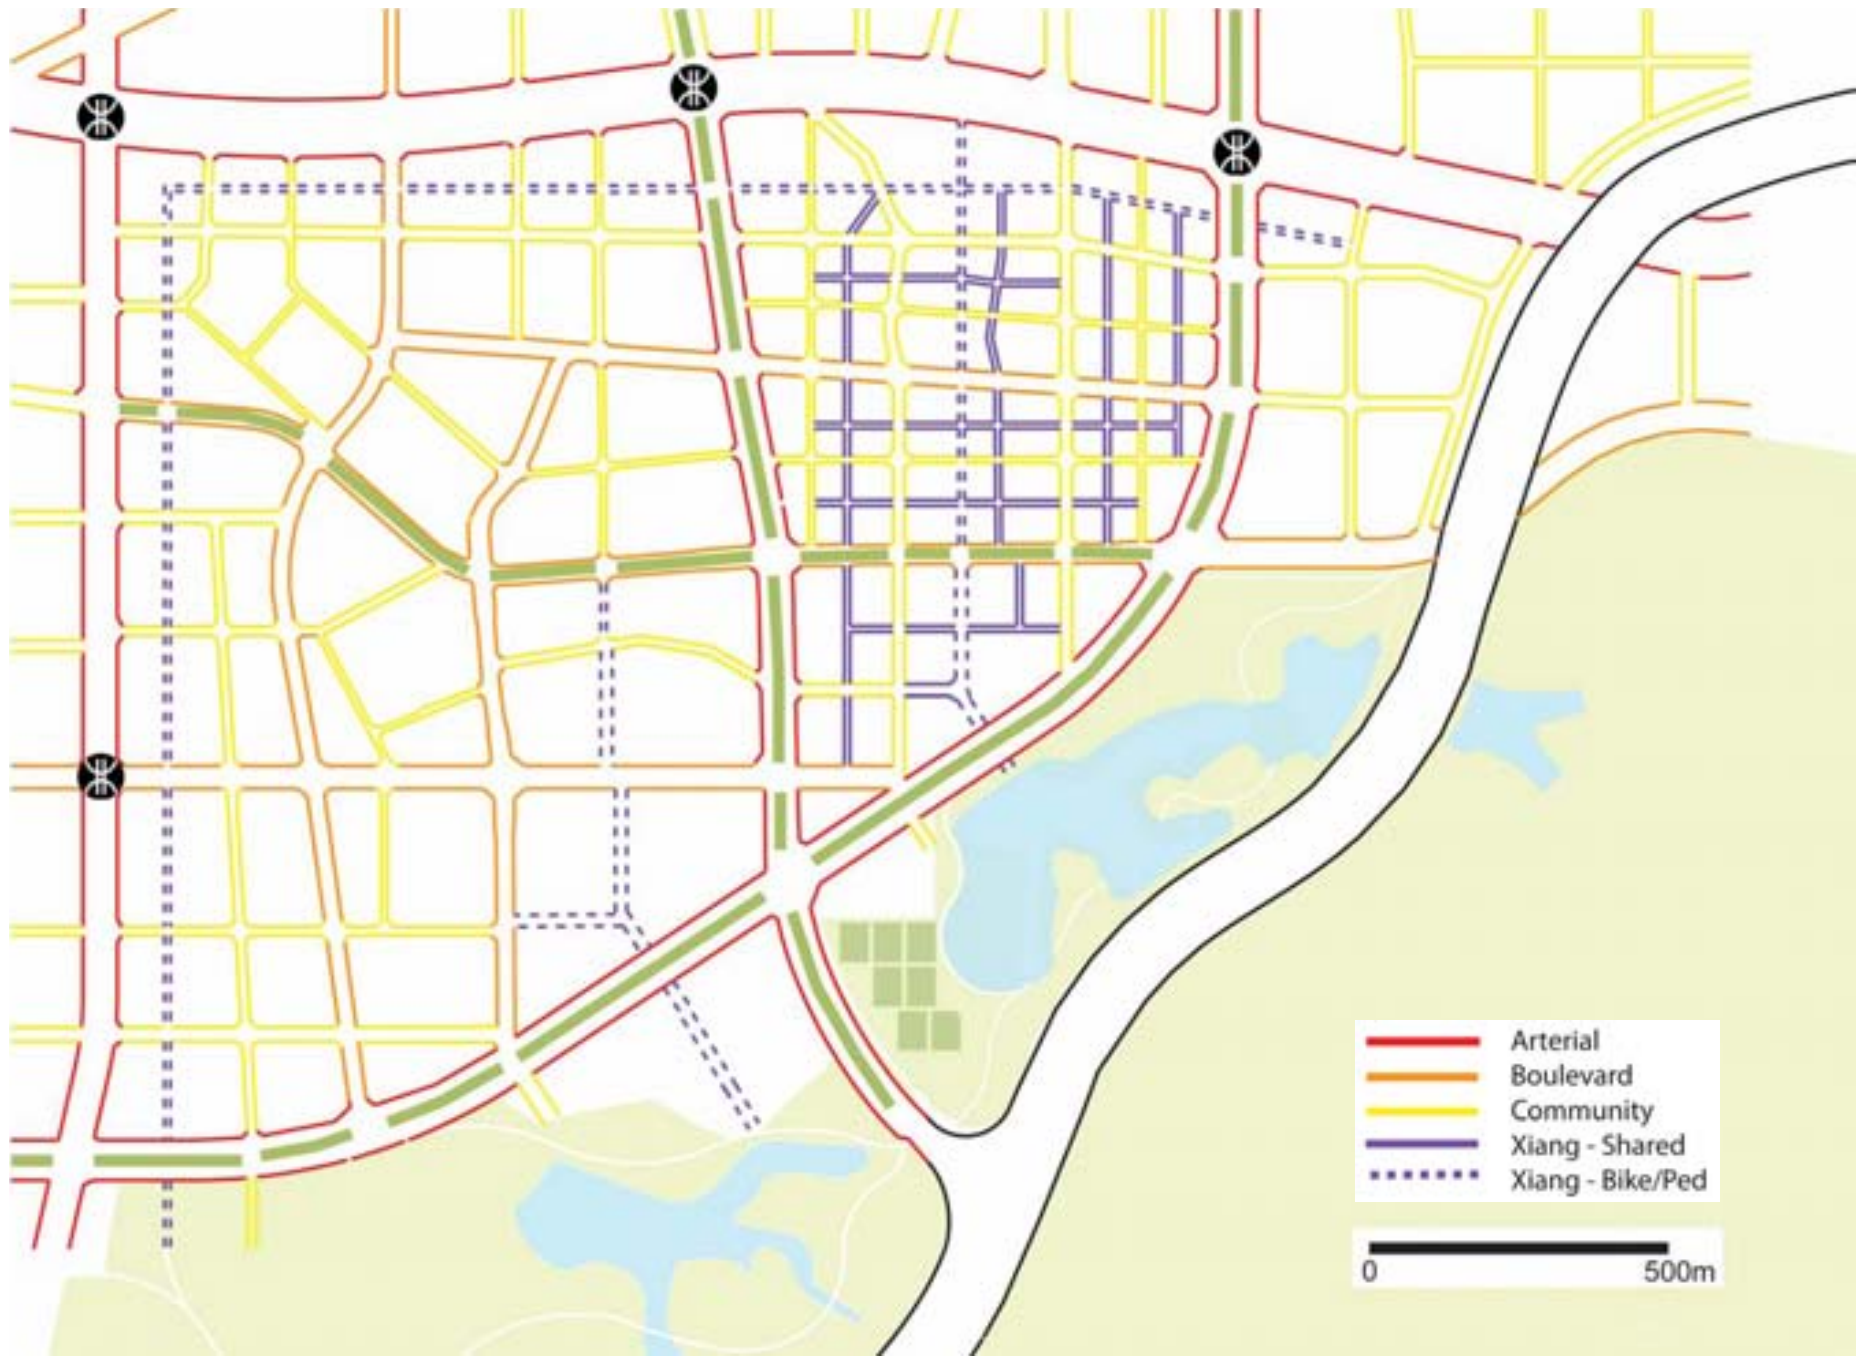 Arterial
Boulevard
Community
Xiang - Shared
Xiang - Bike/Ped
0 500m